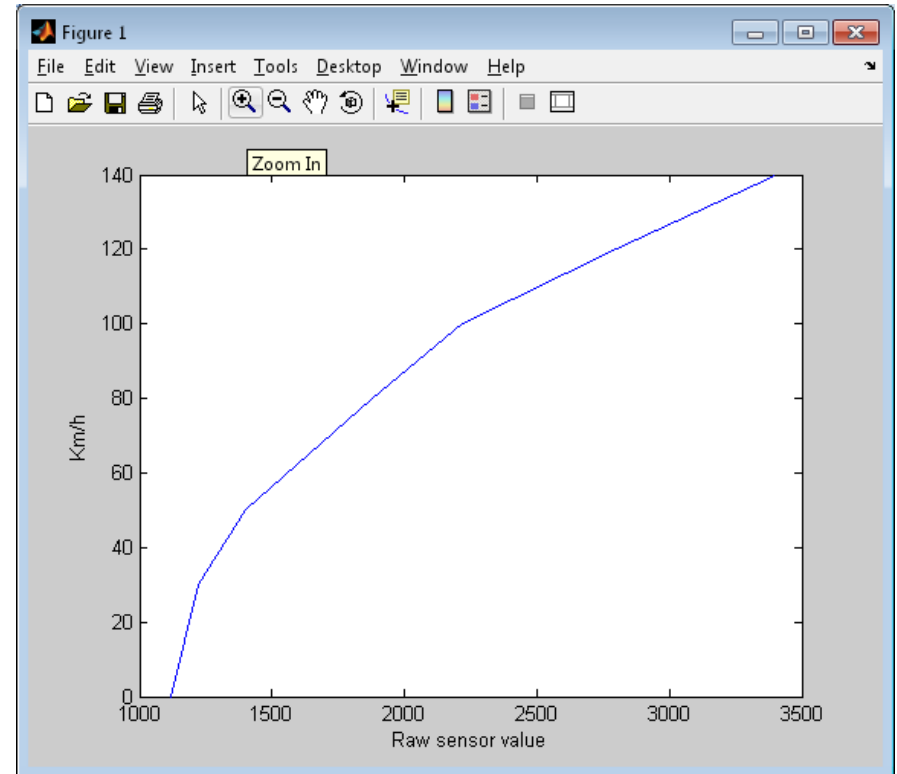 Figure 1
File Edit View Insert Tools Desktop Window Help
Zoom In
140
120
100
80
60
40
20
0
Km/h
1000 1500 2000 2500 3000 3500
Raw sensor value